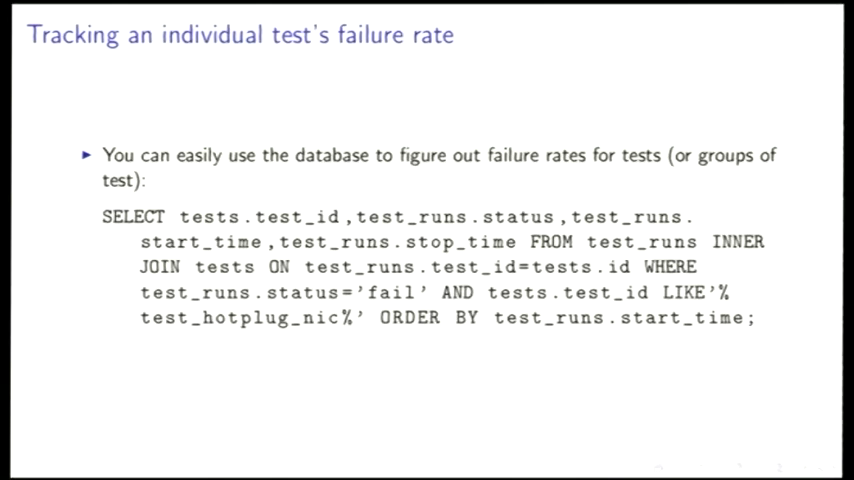 Tracking an individual test's failure rate
You can easily use the database to figure out failure rates for tests (or groups of
test):
SELECT tests.test_id,test_runs.status,test_runs.
start_time,test_runs.stop_time FROM test_runs INNER
JOIN tests ON test_runs.test_id=tests.id WHERE
test_runs.status='fail' AND tests.test_id LIKE'%
test_hotplug_nic%' ORDER BY test_runs.start_time;